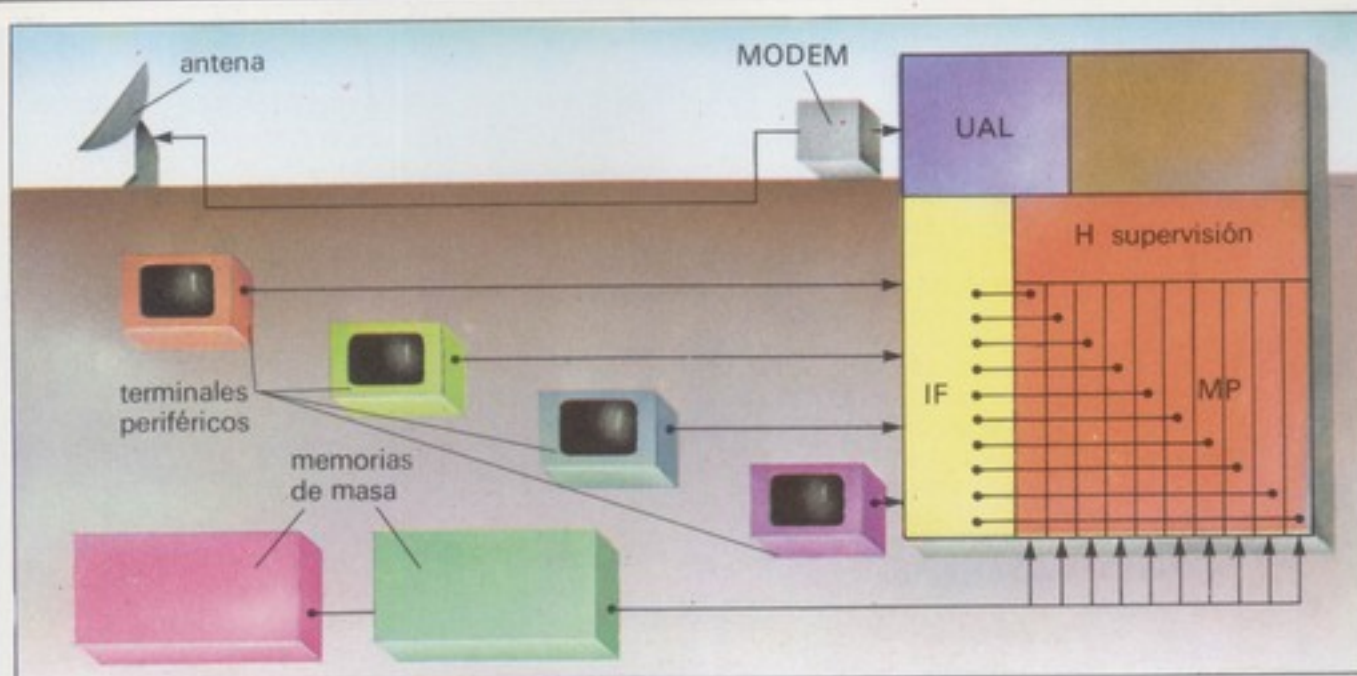 antena
MODEM
UAL
H supervisión
terminales
periféricos
IF
MP
memorias
de masa